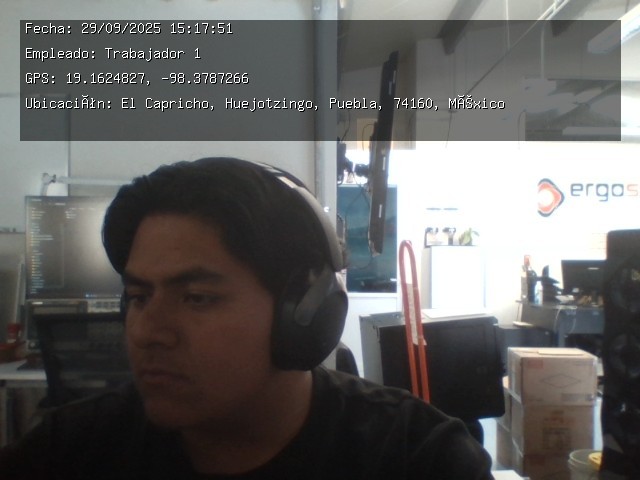 Fecha: 29/09/2025 15:17:51
Empleado: Trabajador 1
GPS: 19.1624827, -98.3787266
UbicaciÃłn: El Capricho, Huejotzingo, Puebla, 74160, MÃ©xico
ergos